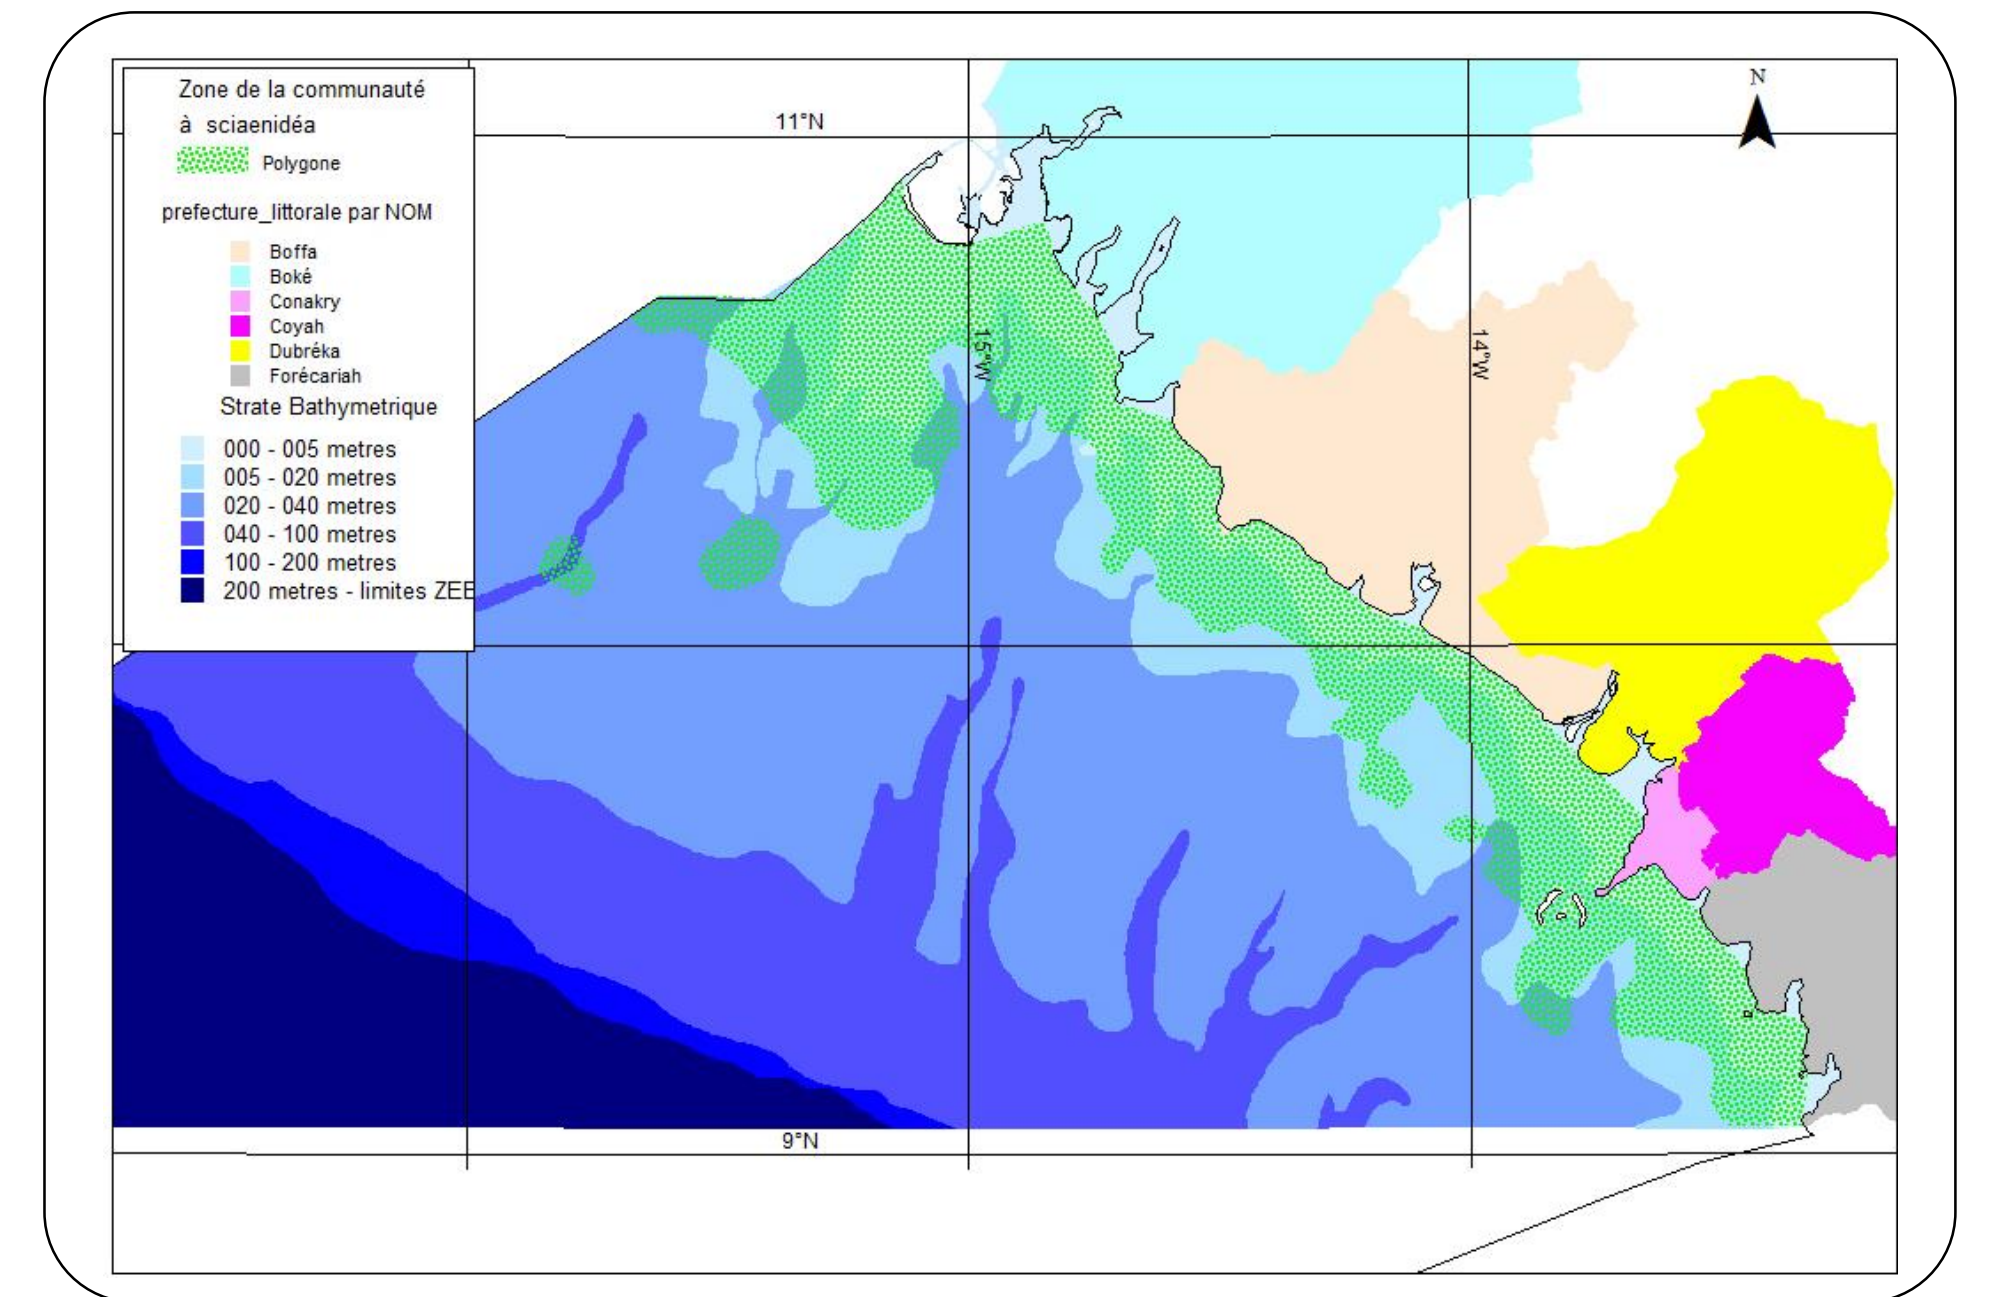 Zone de la communauté
à sciaenidéa
Polygone
prefecture_littorale par NOM
Boffa
Boké
Conakry
Coyah
Dubréka
Forécariah
Strate Bathymetrique
000 - 005 metres
005 - 020 metres
020 - 040 metres
040 - 100 metres
100 - 200 metres
200 metres - limites ZEE
11°N
N
15°W
14°W
9°N